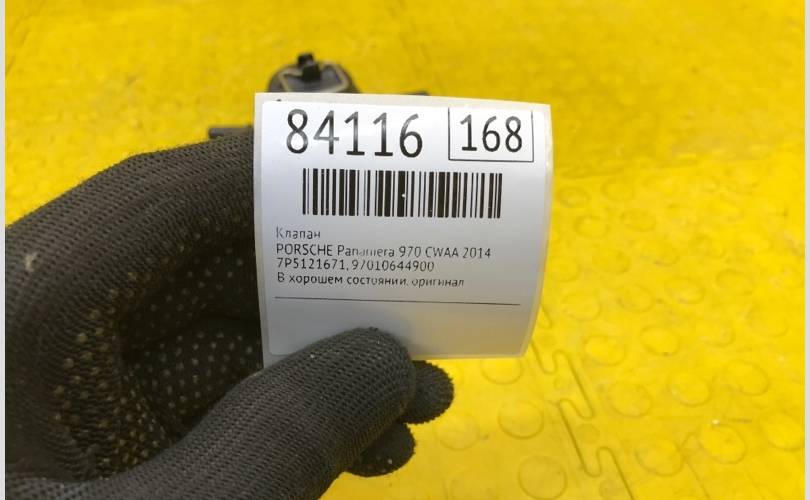 84116 168
Клапан
PORSCHE Panamera 970 CWAA 2014
7P5121671, 97010644900
В хорошем состоянии, оригинал